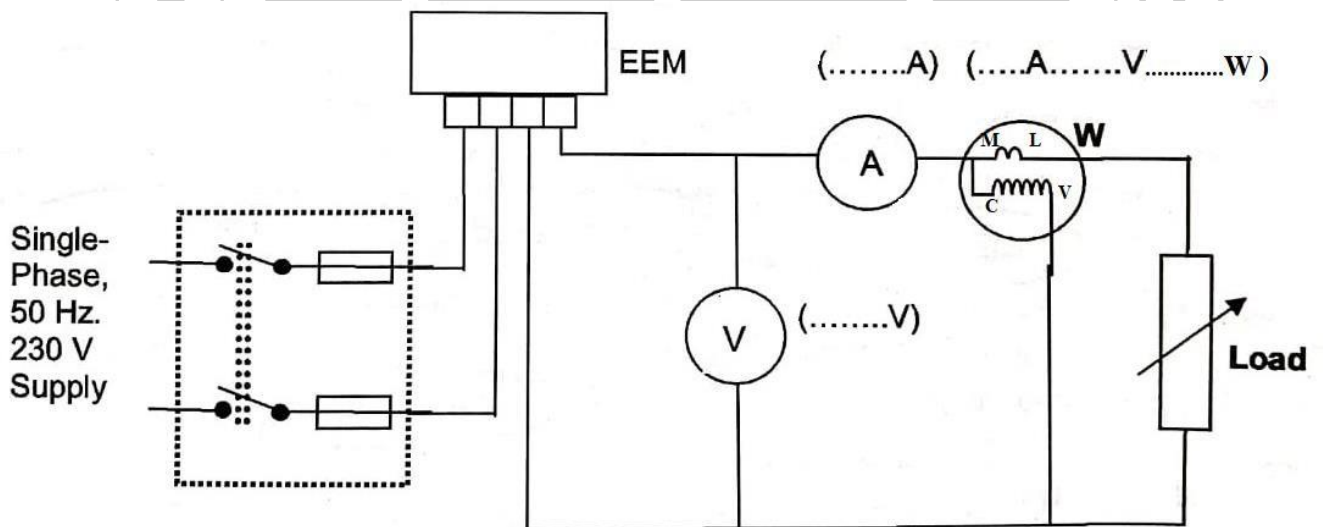 EEM
(........A)
(.....A.......V............W )
A
M
L
W
C
V
Single-
Phase,
50 Hz.
230 V
Supply
V
(........V)
Load